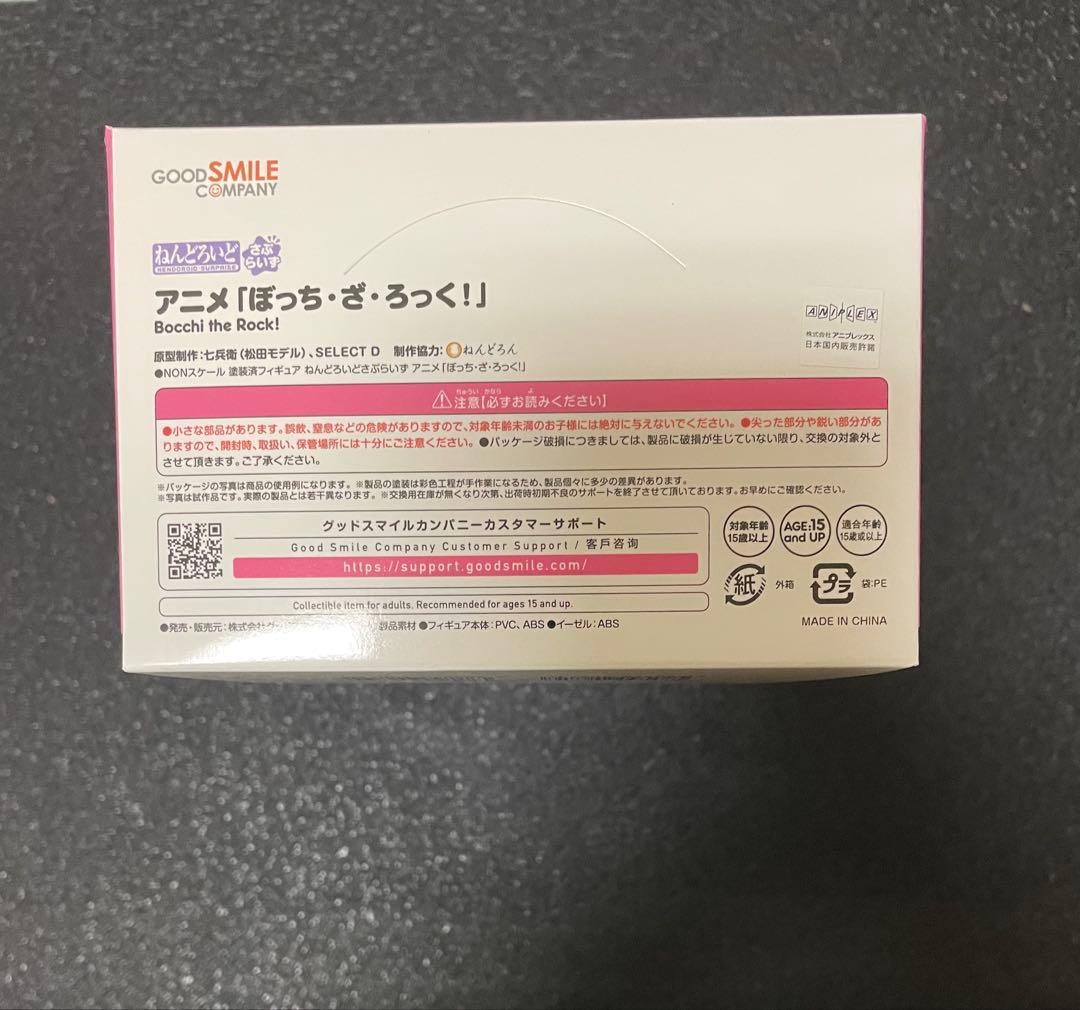 GOOD SMILE
COMPANY
ねんどろいど
NENDOROID SURPRISE
さぷ
らいず
アニメ「ぼっち・ざ・ろっく!」
Bocchi the Rock!
原型制作:七兵衛(松田モデル)、SELECT D 制作協力:ねんどろん
●NONスケール 塗装済フィギュア ねんどろいどさぷらいず アニメ「ぼっち・ざ・ろっく!」
ANIPLEX
株式会社アニプレックス
日本国内販売許諾
ちゅうい かなら よ
注意【必ずお読みください】
●小さな部品があります。誤飲、窒息などの危険がありますので、対象年齢未満のお子様には絶対に与えないでください。●尖った部分や鋭い部分があ
りますので、開封時、取扱い、保管場所には十分にご注意ください。●パッケージ破損につきましては、製品に破損が生じていない限り、交換の対象外と
させて頂きます。ご了承ください。
※パッケージの写真は商品の使用例になります。※製品の塗装は彩色工程が手作業になるため、製品個々に多少の差異があります。
※写真は試作品です。実際の製品とは若干異なります。※交換用在庫が無くなり次第、出荷時初期不良のサポートを終了させて頂いております。お早めにご確認ください。
グッドスマイルカンパニーカスタマーサポート
Good Smile Company Customer Support / 客戶咨询
https://support.goodsmile.com/
対象年齢
15歳以上
AGE:15
and UP
適合年齢
15歳或以上
紙
外箱
プラ
袋:PE
Collectible item for adults. Recommended for ages 15 and up.
●発売・販売元:株式会社グ 製品素材 ●フィギュア本体:PVC、ABS ●イーゼル:ABS
MADE IN CHINA